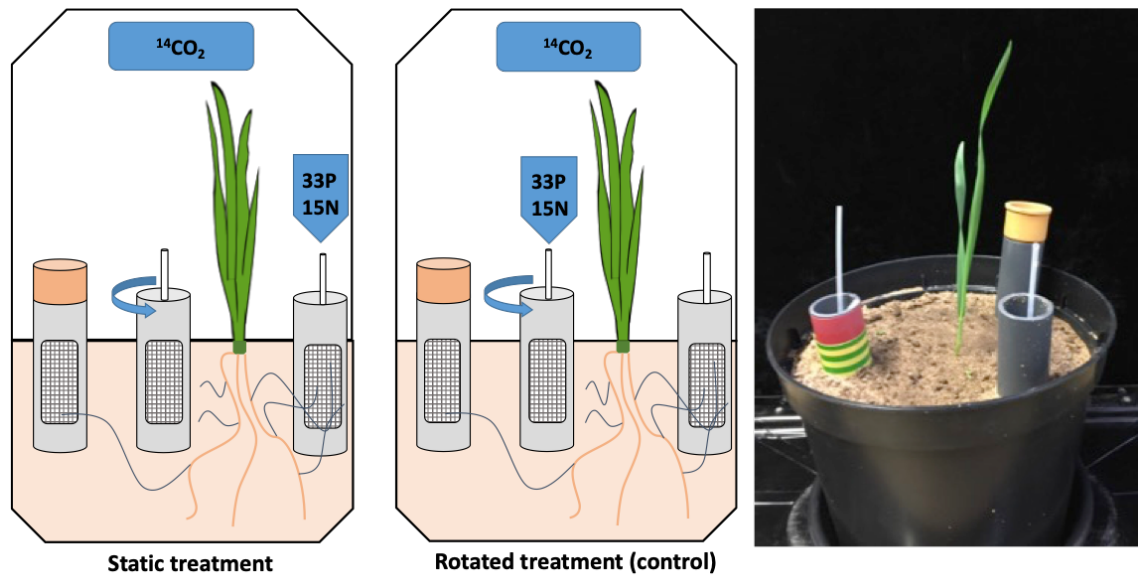 ¹⁴CO₂
33P
15N
Static treatment
¹⁴CO₂
33P
15N
Rotated treatment (control)